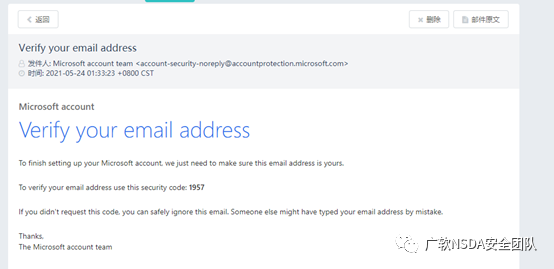 返回
删除
邮件原文
Verify your email address
发件人: Microsoft account team <account-security-noreply@accountprotection.microsoft.com>
时间: 2021-05-24 01:33:23 +0800 CST
Microsoft account
Verify your email address
To finish setting up your Microsoft account, we just need to make sure this email address is yours.
To verify your email address use this security code: 1957
If you didn't request this code, you can safely ignore this email. Someone else might have typed your email address by mistake.
Thanks,
The Microsoft account team
广软NSDA安全团队